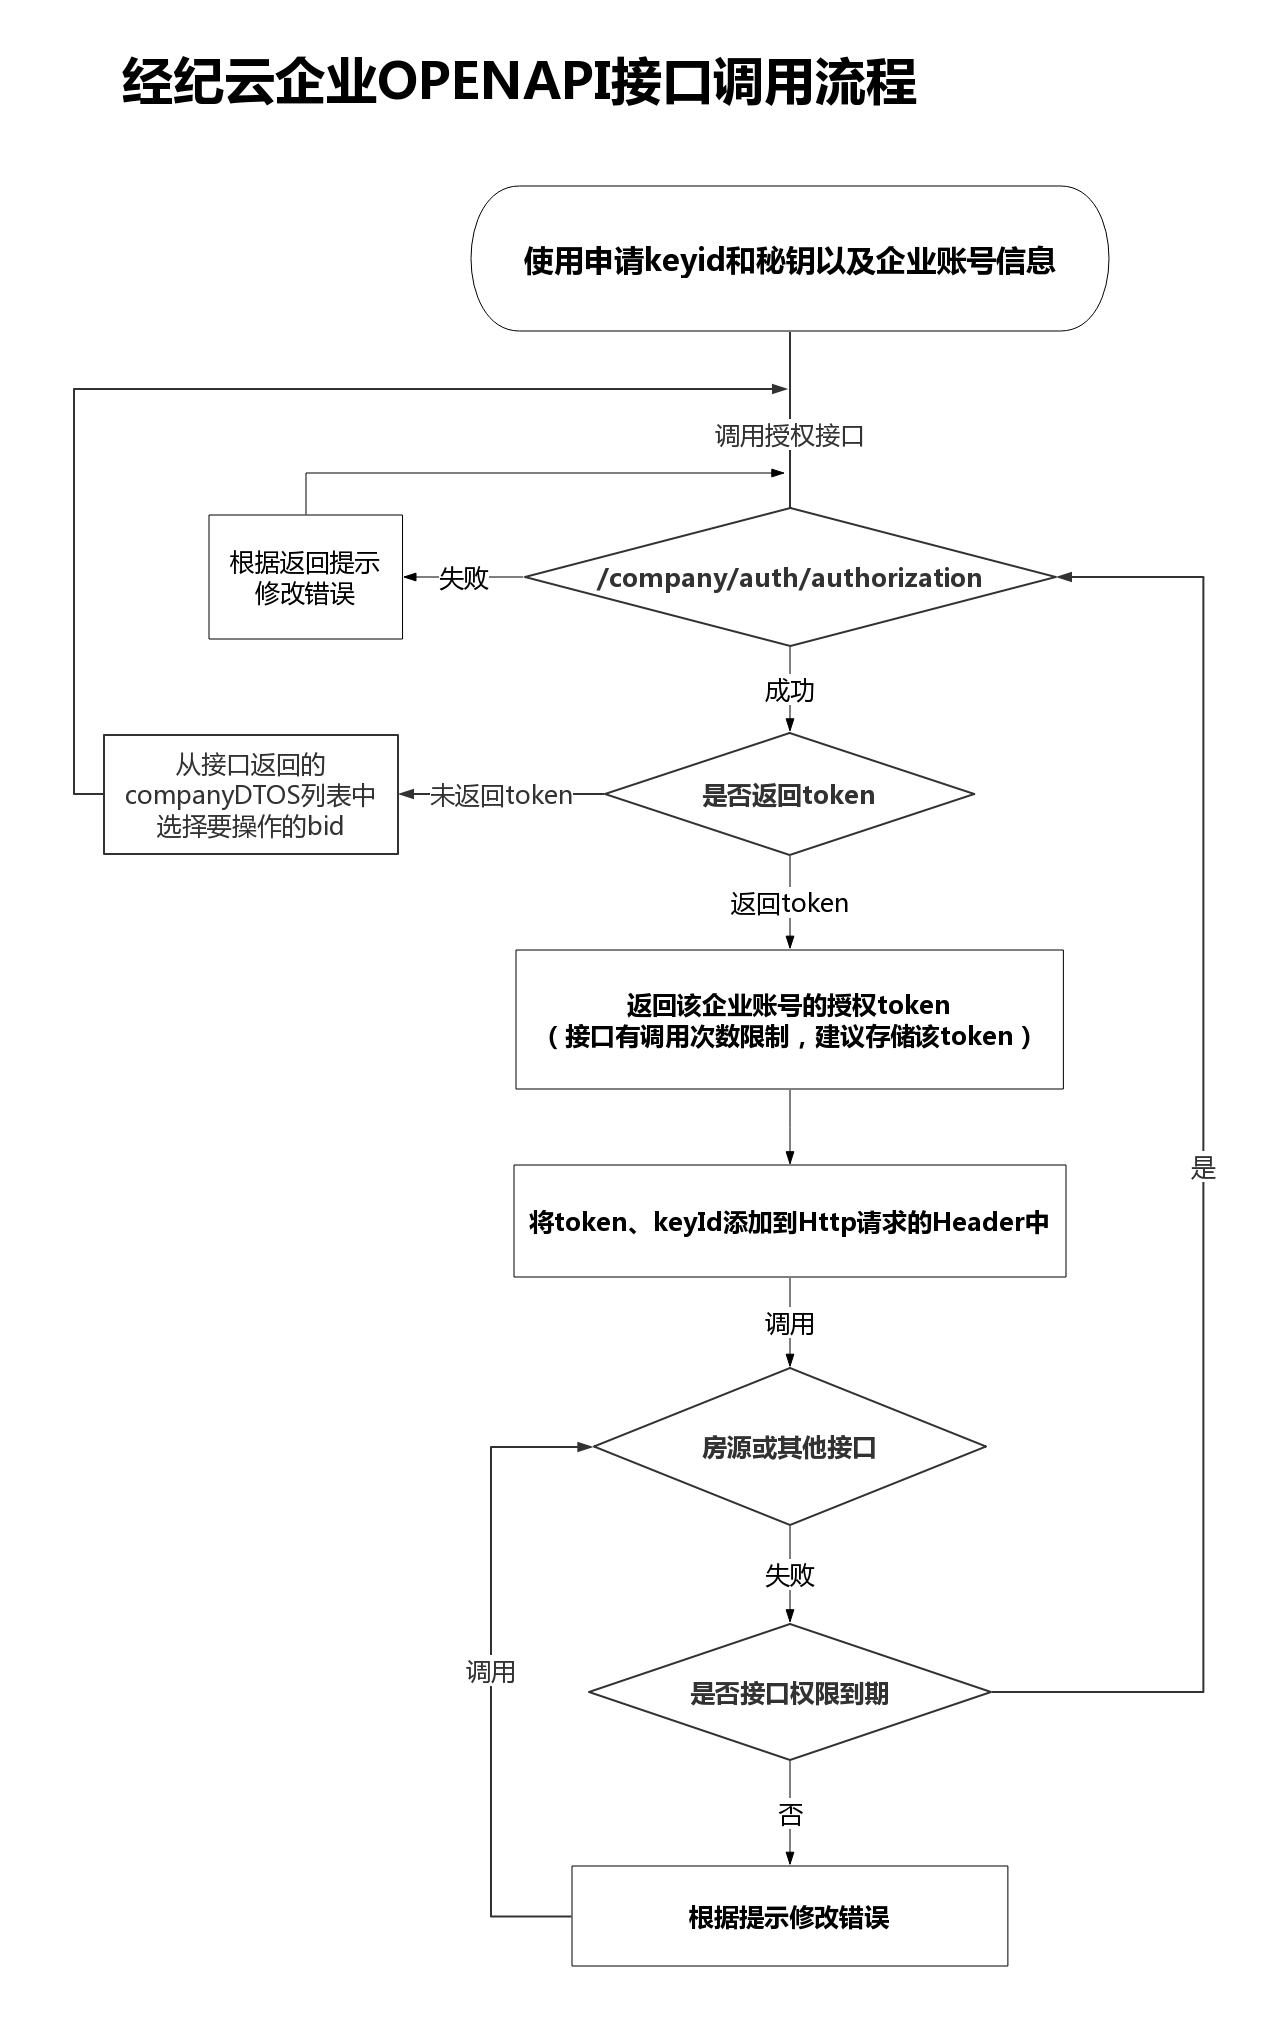 经纪云企业OPENAPI接口调用流程
使用申请keyid和秘钥以及企业账号信息
调用授权接口
根据返回提示
修改错误
失败
/company/auth/authorization
成功
从接口返回的
companyDTOS列表中
选择要操作的bid
未返回token
是否返回token
返回token
返回该企业账号的授权token
（接口有调用次数限制，建议存储该token）
是
将token、keyId添加到Http请求的Header中
调用
房源或其他接口
失败
调用
是否接口权限到期
否
根据提示修改错误